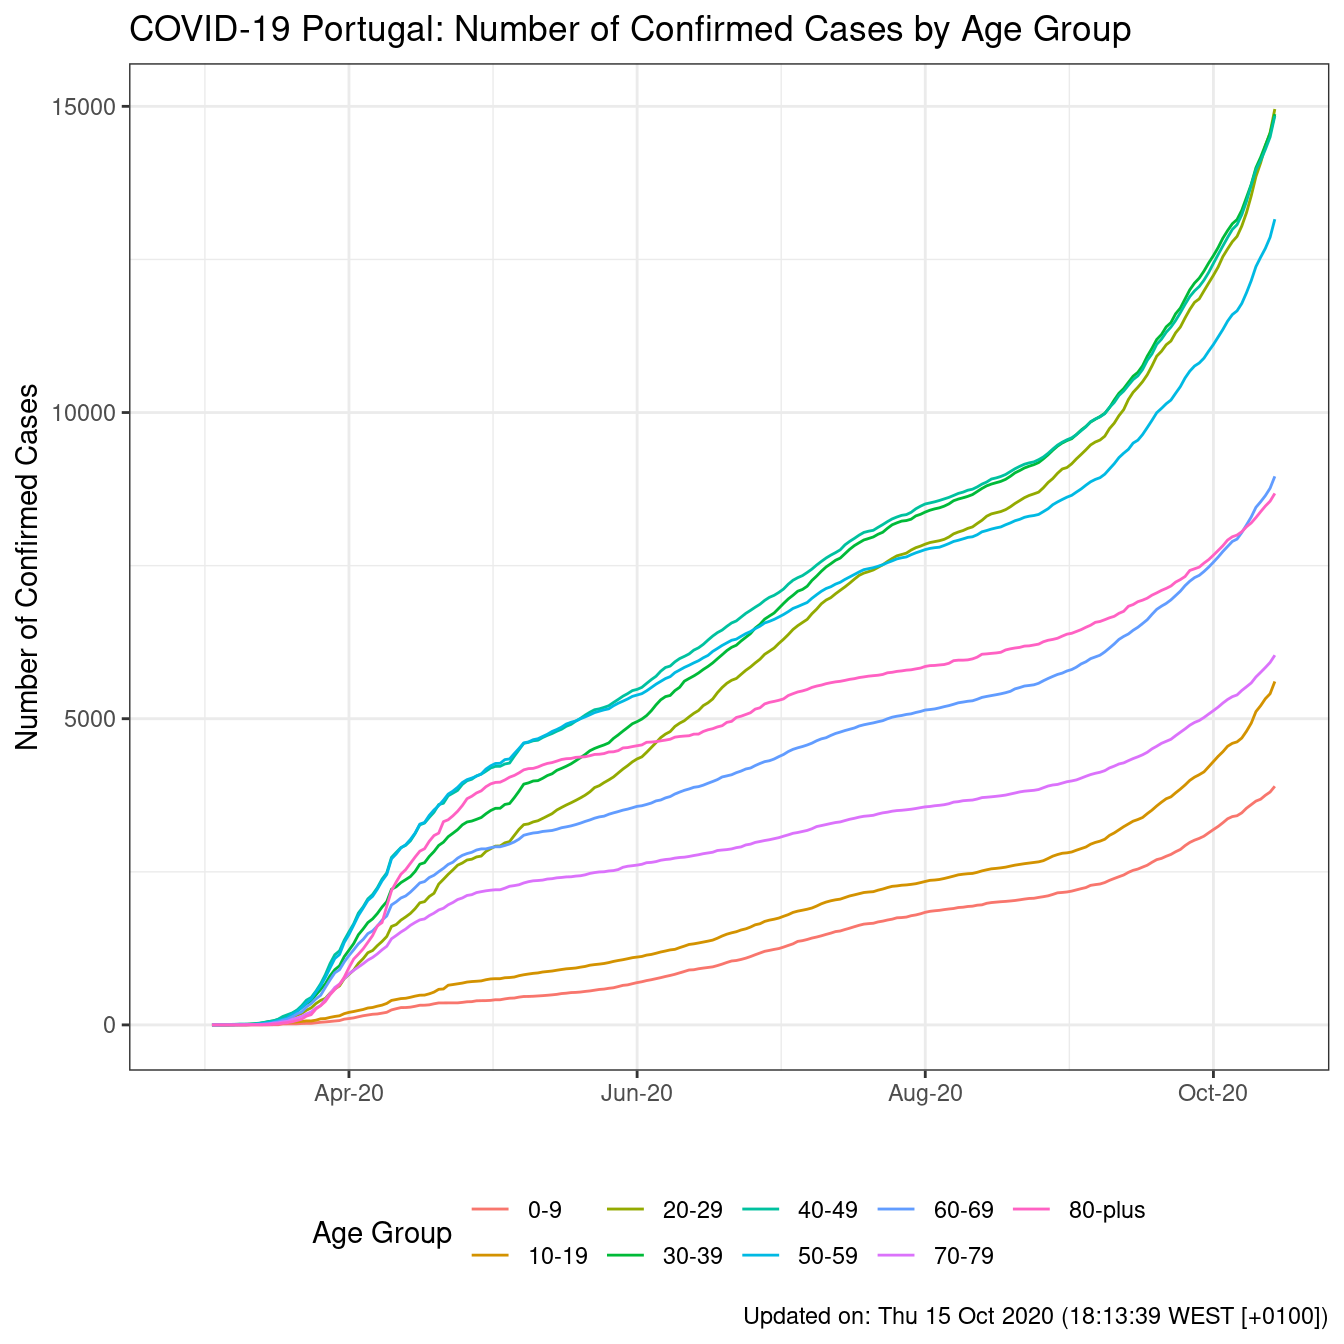 COVID-19 Portugal: Number of Confirmed Cases by Age Group
Number of Confirmed Cases
15000
10000
5000
0
Apr-20 Jun-20 Aug-20 Oct-20
Age Group
0-9 20-29 40-49 60-69 80-plus
10-19 30-39 50-59 70-79
Updated on: Thu 15 Oct 2020 (18:13:39 WEST [+0100])